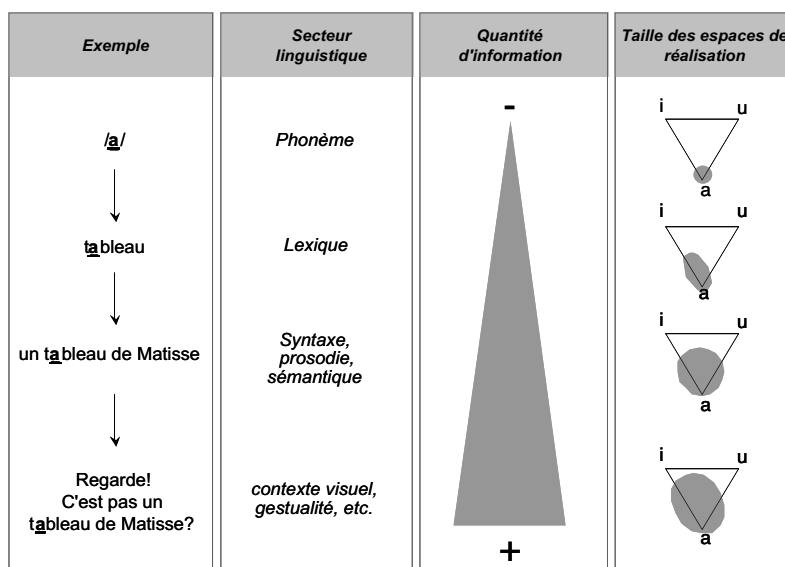 Exemple
Secteur
linguistique
Quantité
d'information
Taille des espaces de
réalisation
/a/
Phonème
-
i u
a
tableau
Lexique
i u
a
un tableau de Matisse
Syntaxe,
prosodie,
sémantique
i u
a
Regarde!
C'est pas un
tableau de Matisse?
contexte visuel,
gestualité, etc.
+
i u
a